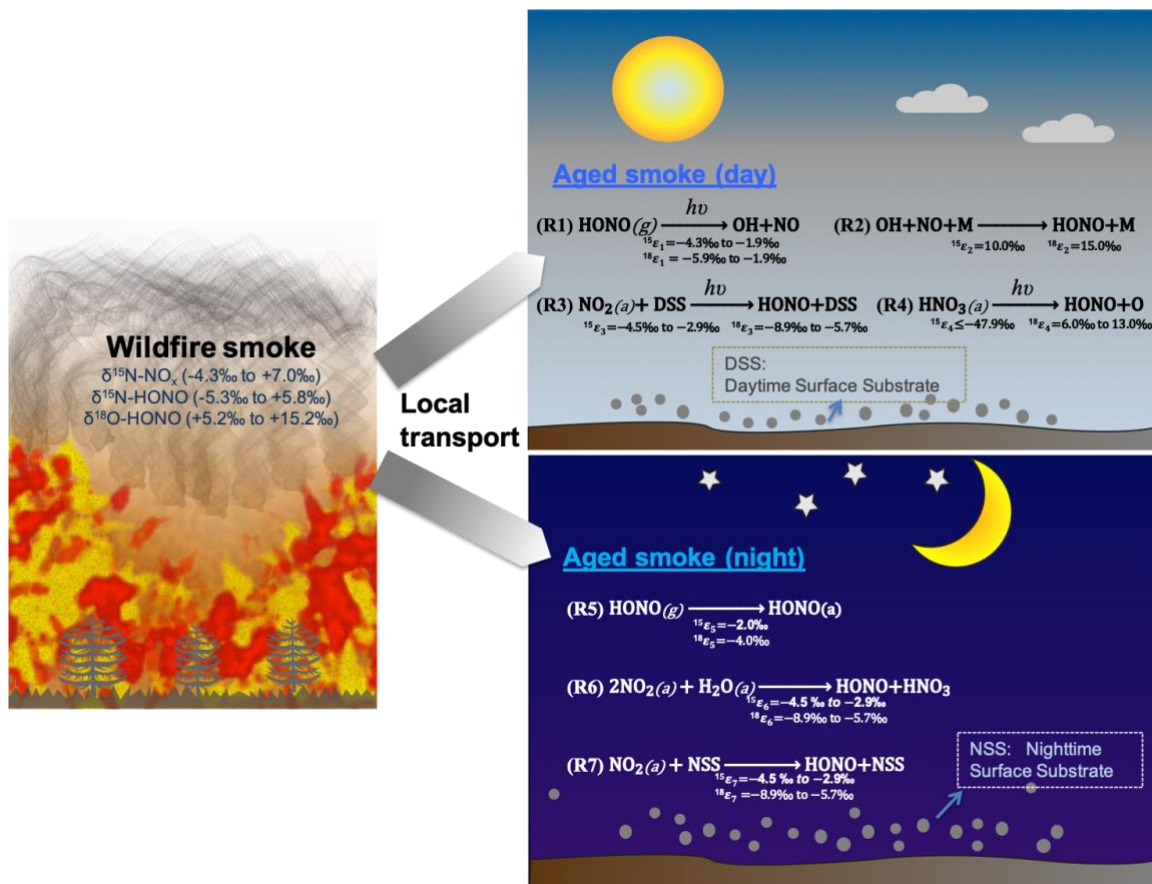 Wildfire smoke
δ¹⁵N-NOₓ (-4.3‰ to +7.0‰)
δ¹⁵N-HONO (-5.3‰ to +5.8‰)
δ¹⁸O-HONO (+5.2‰ to +15.2‰)
Local
transport
Aged smoke (day)
hν
(R1) HONO(g) ⟶ OH+NO
¹⁵ε₁=−4.3‰ to −1.9‰
¹⁸ε₁ = −5.9‰ to −1.9‰
(R2) OH+NO+M ⟶ HONO+M
¹⁵ε₂=10.0‰ ¹⁸ε₂=15.0‰
hν
(R3) NO₂(a)+ DSS ⟶ HONO+DSS
¹⁵ε₃=−4.5‰ to −2.9‰ ¹⁸ε₃=−8.9‰ to −5.7‰
hν
(R4) HNO₃(a) ⟶ HONO+O
¹⁵ε₄≤−47.9‰ ¹⁸ε₄=6.0‰ to 13.0‰
DSS:
Daytime Surface Substrate
Aged smoke (night)
(R5) HONO(g) ⟶ HONO(a)
¹⁵ε₅=−2.0‰
¹⁸ε₅=−4.0‰
(R6) 2NO₂(a) + H₂O(a) ⟶ HONO+HNO₃
¹⁵ε₆=−4.5 ‰ to −2.9‰
¹⁸ε₆=−8.9‰ to −5.7‰
(R7) NO₂(a) + NSS ⟶ HONO+NSS
¹⁵ε₇=−4.5 ‰ to −2.9‰
¹⁸ε₇=−8.9‰ to −5.7‰
NSS: Nighttime
Surface Substrate